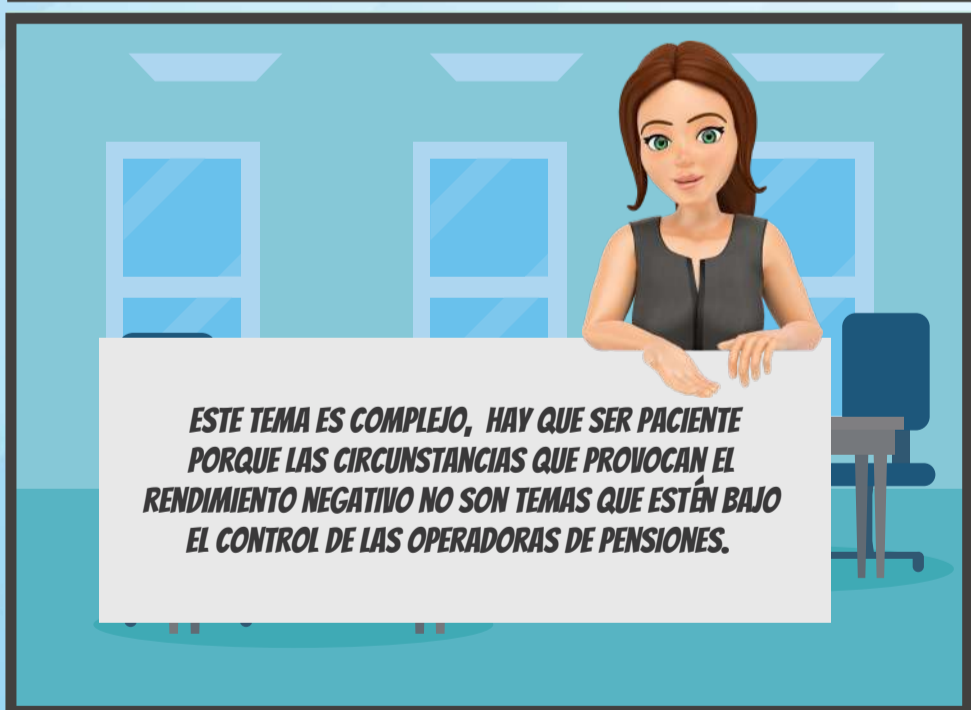 ESTE TEMA ES COMPLEJO,  HAY QUE SER PACIENTE
PORQUE LAS CIRCUNSTANCIAS QUE PROVOCAN EL
RENDIMIENTO NEGATIVO NO SON TEMAS QUE ESTÉN BAJO
EL CONTROL DE LAS OPERADORAS DE PENSIONES.